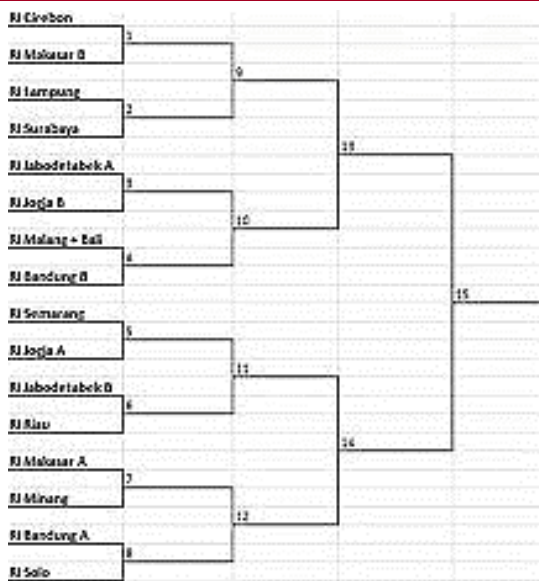 RJ Cirebon
1
RJ Makasar B
9
RJ Lampung
2
RJ Surabaya
13
RJ Jabodetabek A
3
RJ Jogja B
10
RJ Malang + Bali
4
RJ Bandung B
15
RJ Semarang
5
RJ Jogja A
11
RJ Jabodetabek B
6
RJ Riau
14
RJ Makasar A
7
RJ Minang
12
RJ Bandung A
8
RJ Solo